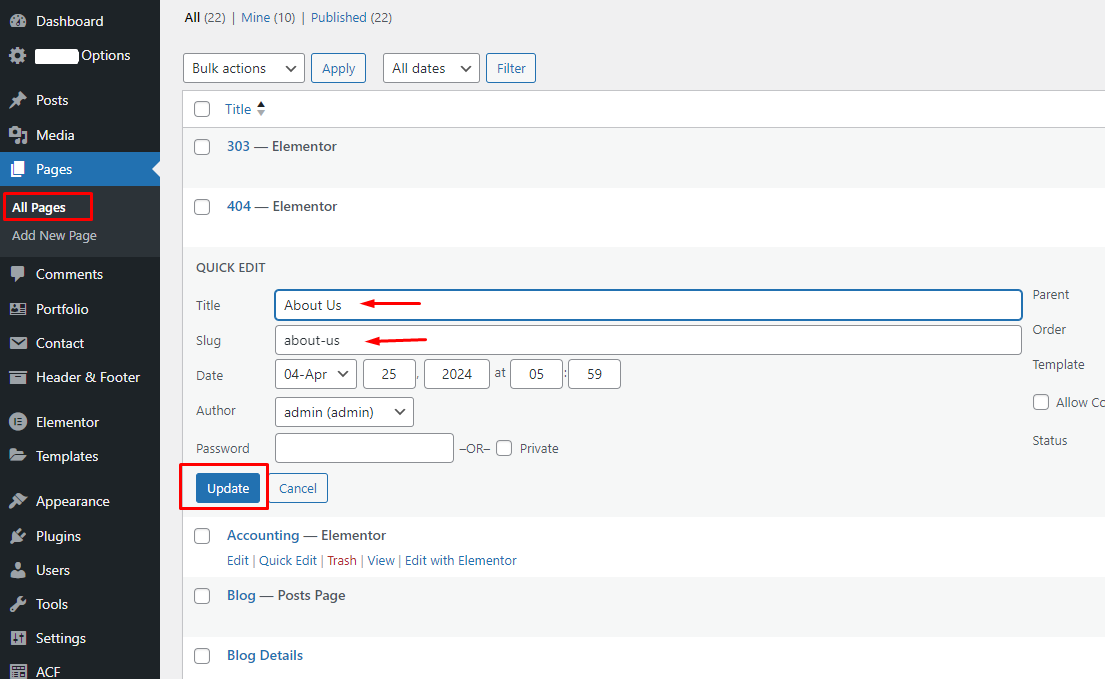 Dashboard
Options
Posts
Media
Pages
All Pages
Add New Page
Comments
Portfolio
Contact
Header & Footer
Elementor
Templates
Appearance
Plugins
Users
Tools
Settings
ACF
All (22) | Mine (10) | Published (22)
Bulk actions Apply All dates Filter
Title
303 — Elementor
404 — Elementor
QUICK EDIT
Title About Us
Slug about-us
Date 04-Apr 25 , 2024 at 05 : 59
Author admin (admin)
Password –OR– Private
Update Cancel
Parent
Order
Template
Allow Co
Status
Accounting — Elementor
Edit | Quick Edit | Trash | View | Edit with Elementor
Blog — Posts Page
Blog Details